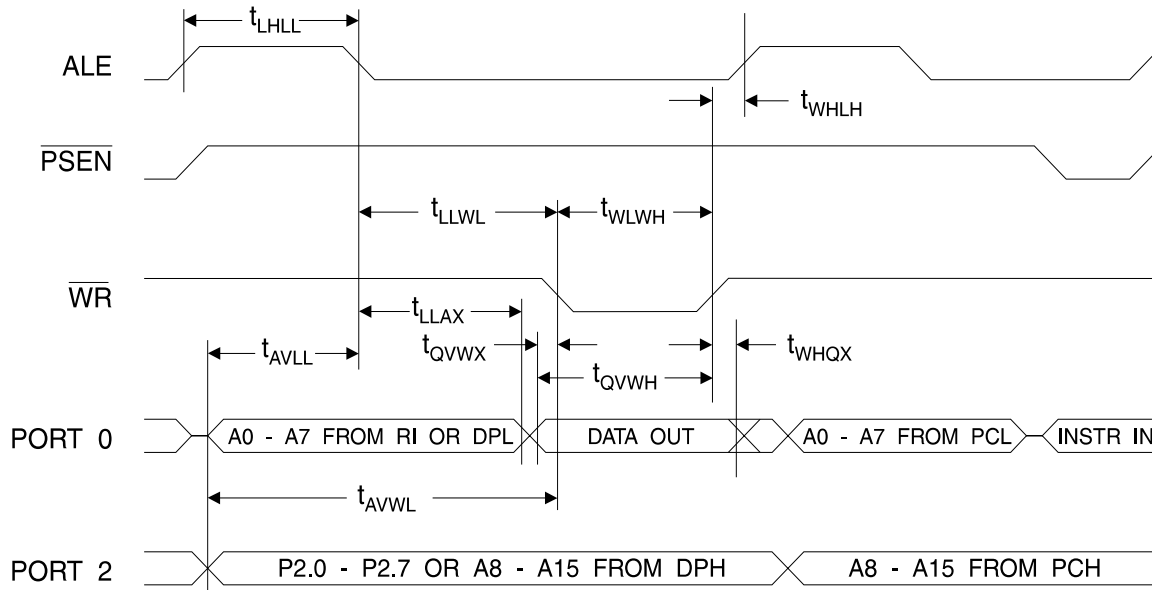 tLHLL
ALE
tWHLH
PSEN
tLLWL
tWLWH
WR
tLLAX
tAVLL
tQVWX
tWHQX
tQVWH
PORT 0
A0 - A7 FROM RI OR DPL
DATA OUT
A0 - A7 FROM PCL
INSTR IN
tAVWL
PORT 2
P2.0 - P2.7 OR A8 - A15 FROM DPH
A8 - A15 FROM PCH